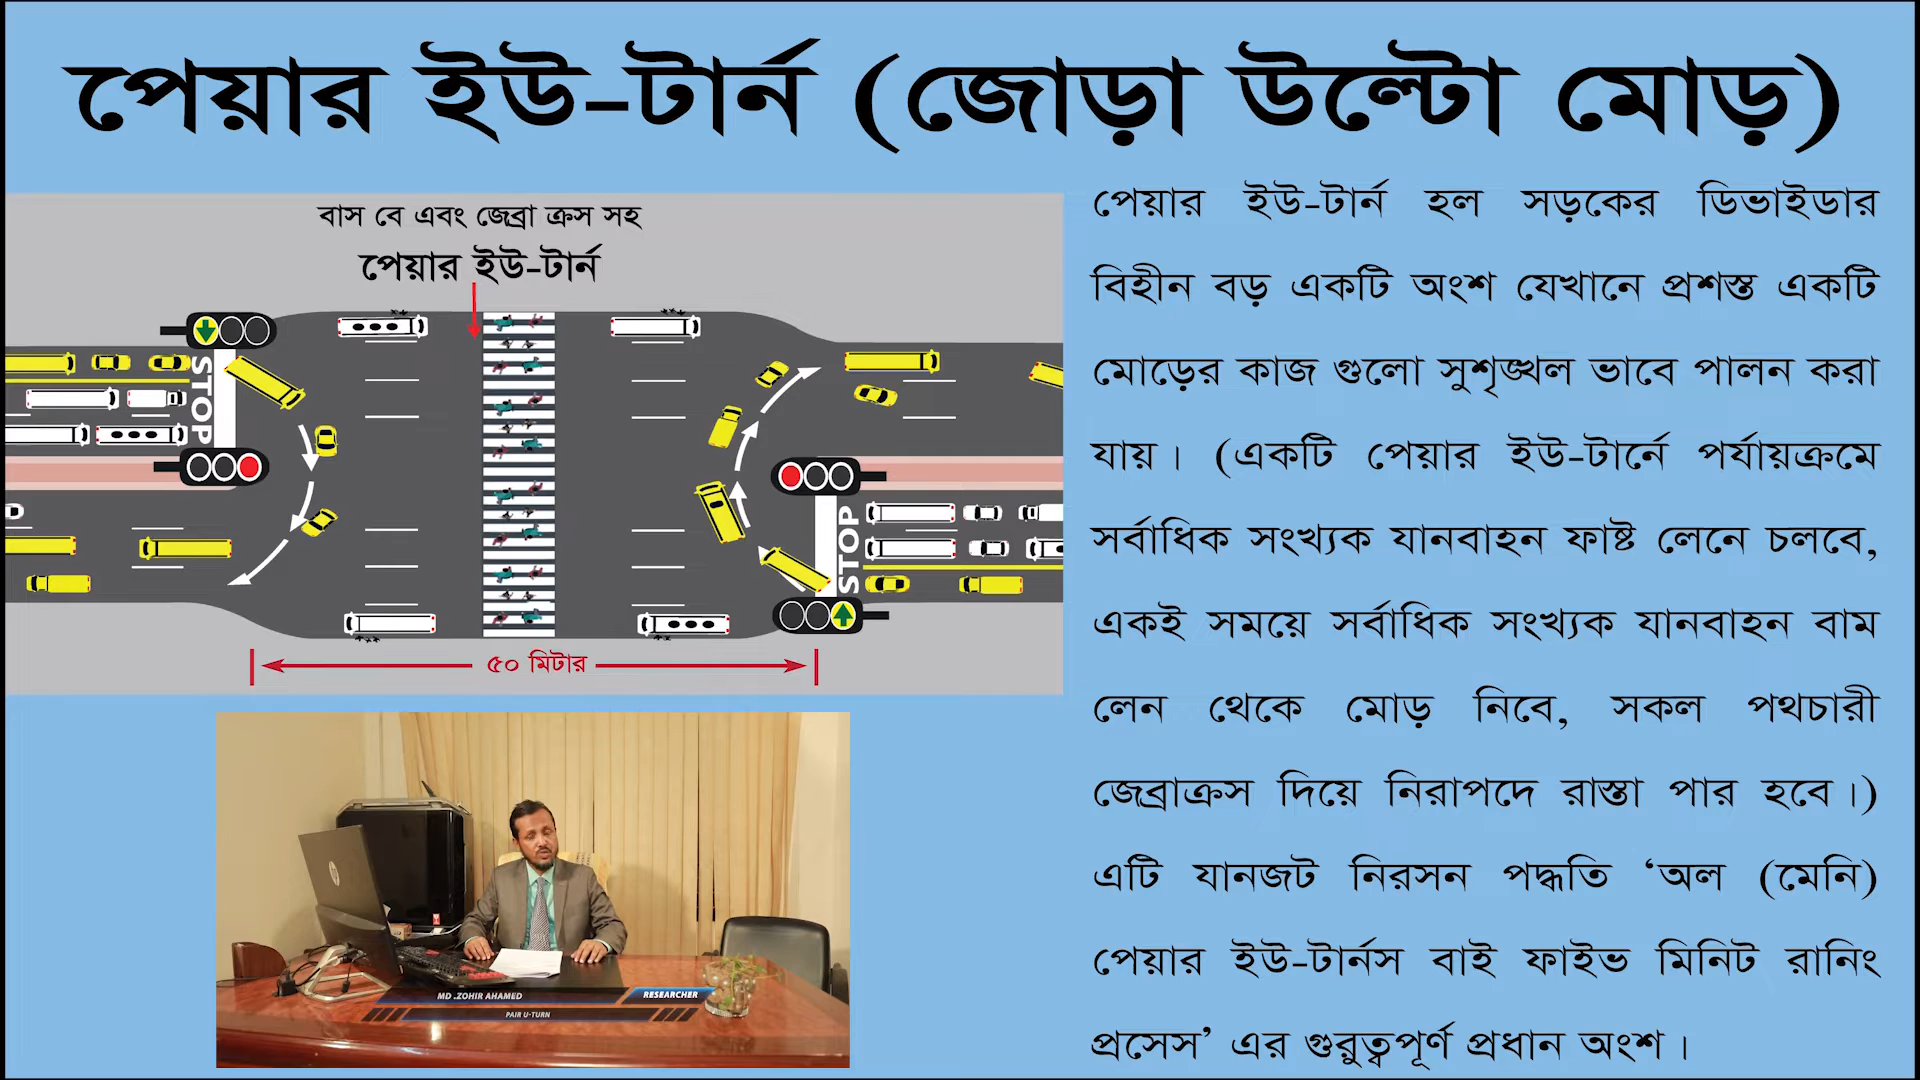 পেয়ার ইউ-টার্ন (জোড়া উল্টো মোড়)
বাস বে এবং জেব্রা ক্রস সহ
পেয়ার ইউ-টার্ন
STOP
STOP
৫০ মিটার
MD .ZOHIR AHAMED
RESEARCHER
PAIR U-TURN
পেয়ার ইউ-টার্ন হল সড়কের ডিভাইডার
বিহীন বড় একটি অংশ যেখানে প্রশস্ত একটি
মোড়ের কাজ গুলো সুশৃঙ্খল ভাবে পালন করা
যায়। (একটি পেয়ার ইউ-টার্নে পর্যায়ক্রমে
সর্বাধিক সংখ্যক যানবাহন ফাষ্ট লেনে চলবে,
একই সময়ে সর্বাধিক সংখ্যক যানবাহন বাম
লেন থেকে মোড় নিবে, সকল পথচারী
জেব্রাক্রস দিয়ে নিরাপদে রাস্তা পার হবে।)
এটি যানজট নিরসন পদ্ধতি ‘অল (মেনি)
পেয়ার ইউ-টার্নস বাই ফাইভ মিনিট রানিং
প্রসেস’ এর গুরুত্বপূর্ণ প্রধান অংশ।